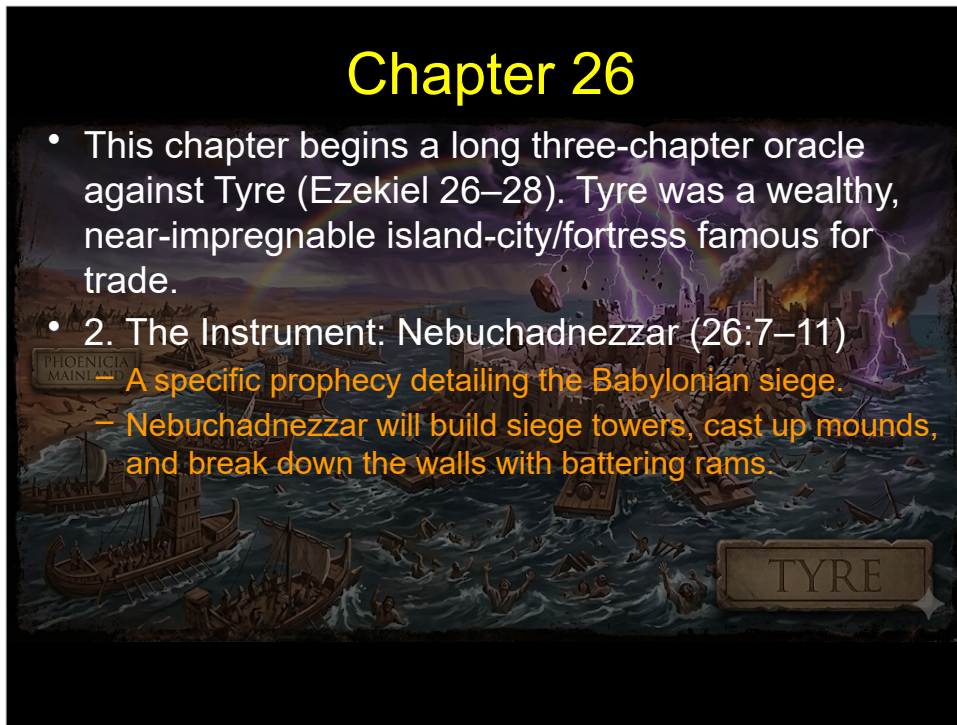 Chapter 26
• This chapter begins a long three-chapter oracle
against Tyre (Ezekiel 26–28). Tyre was a wealthy,
near-impregnable island-city/fortress famous for
trade.
• 2. The Instrument: Nebuchadnezzar (26:7–11)
– A specific prophecy detailing the Babylonian siege.
– Nebuchadnezzar will build siege towers, cast up mounds,
and break down the walls with battering rams.
PHOENICIA
MAINLAND
TYRE